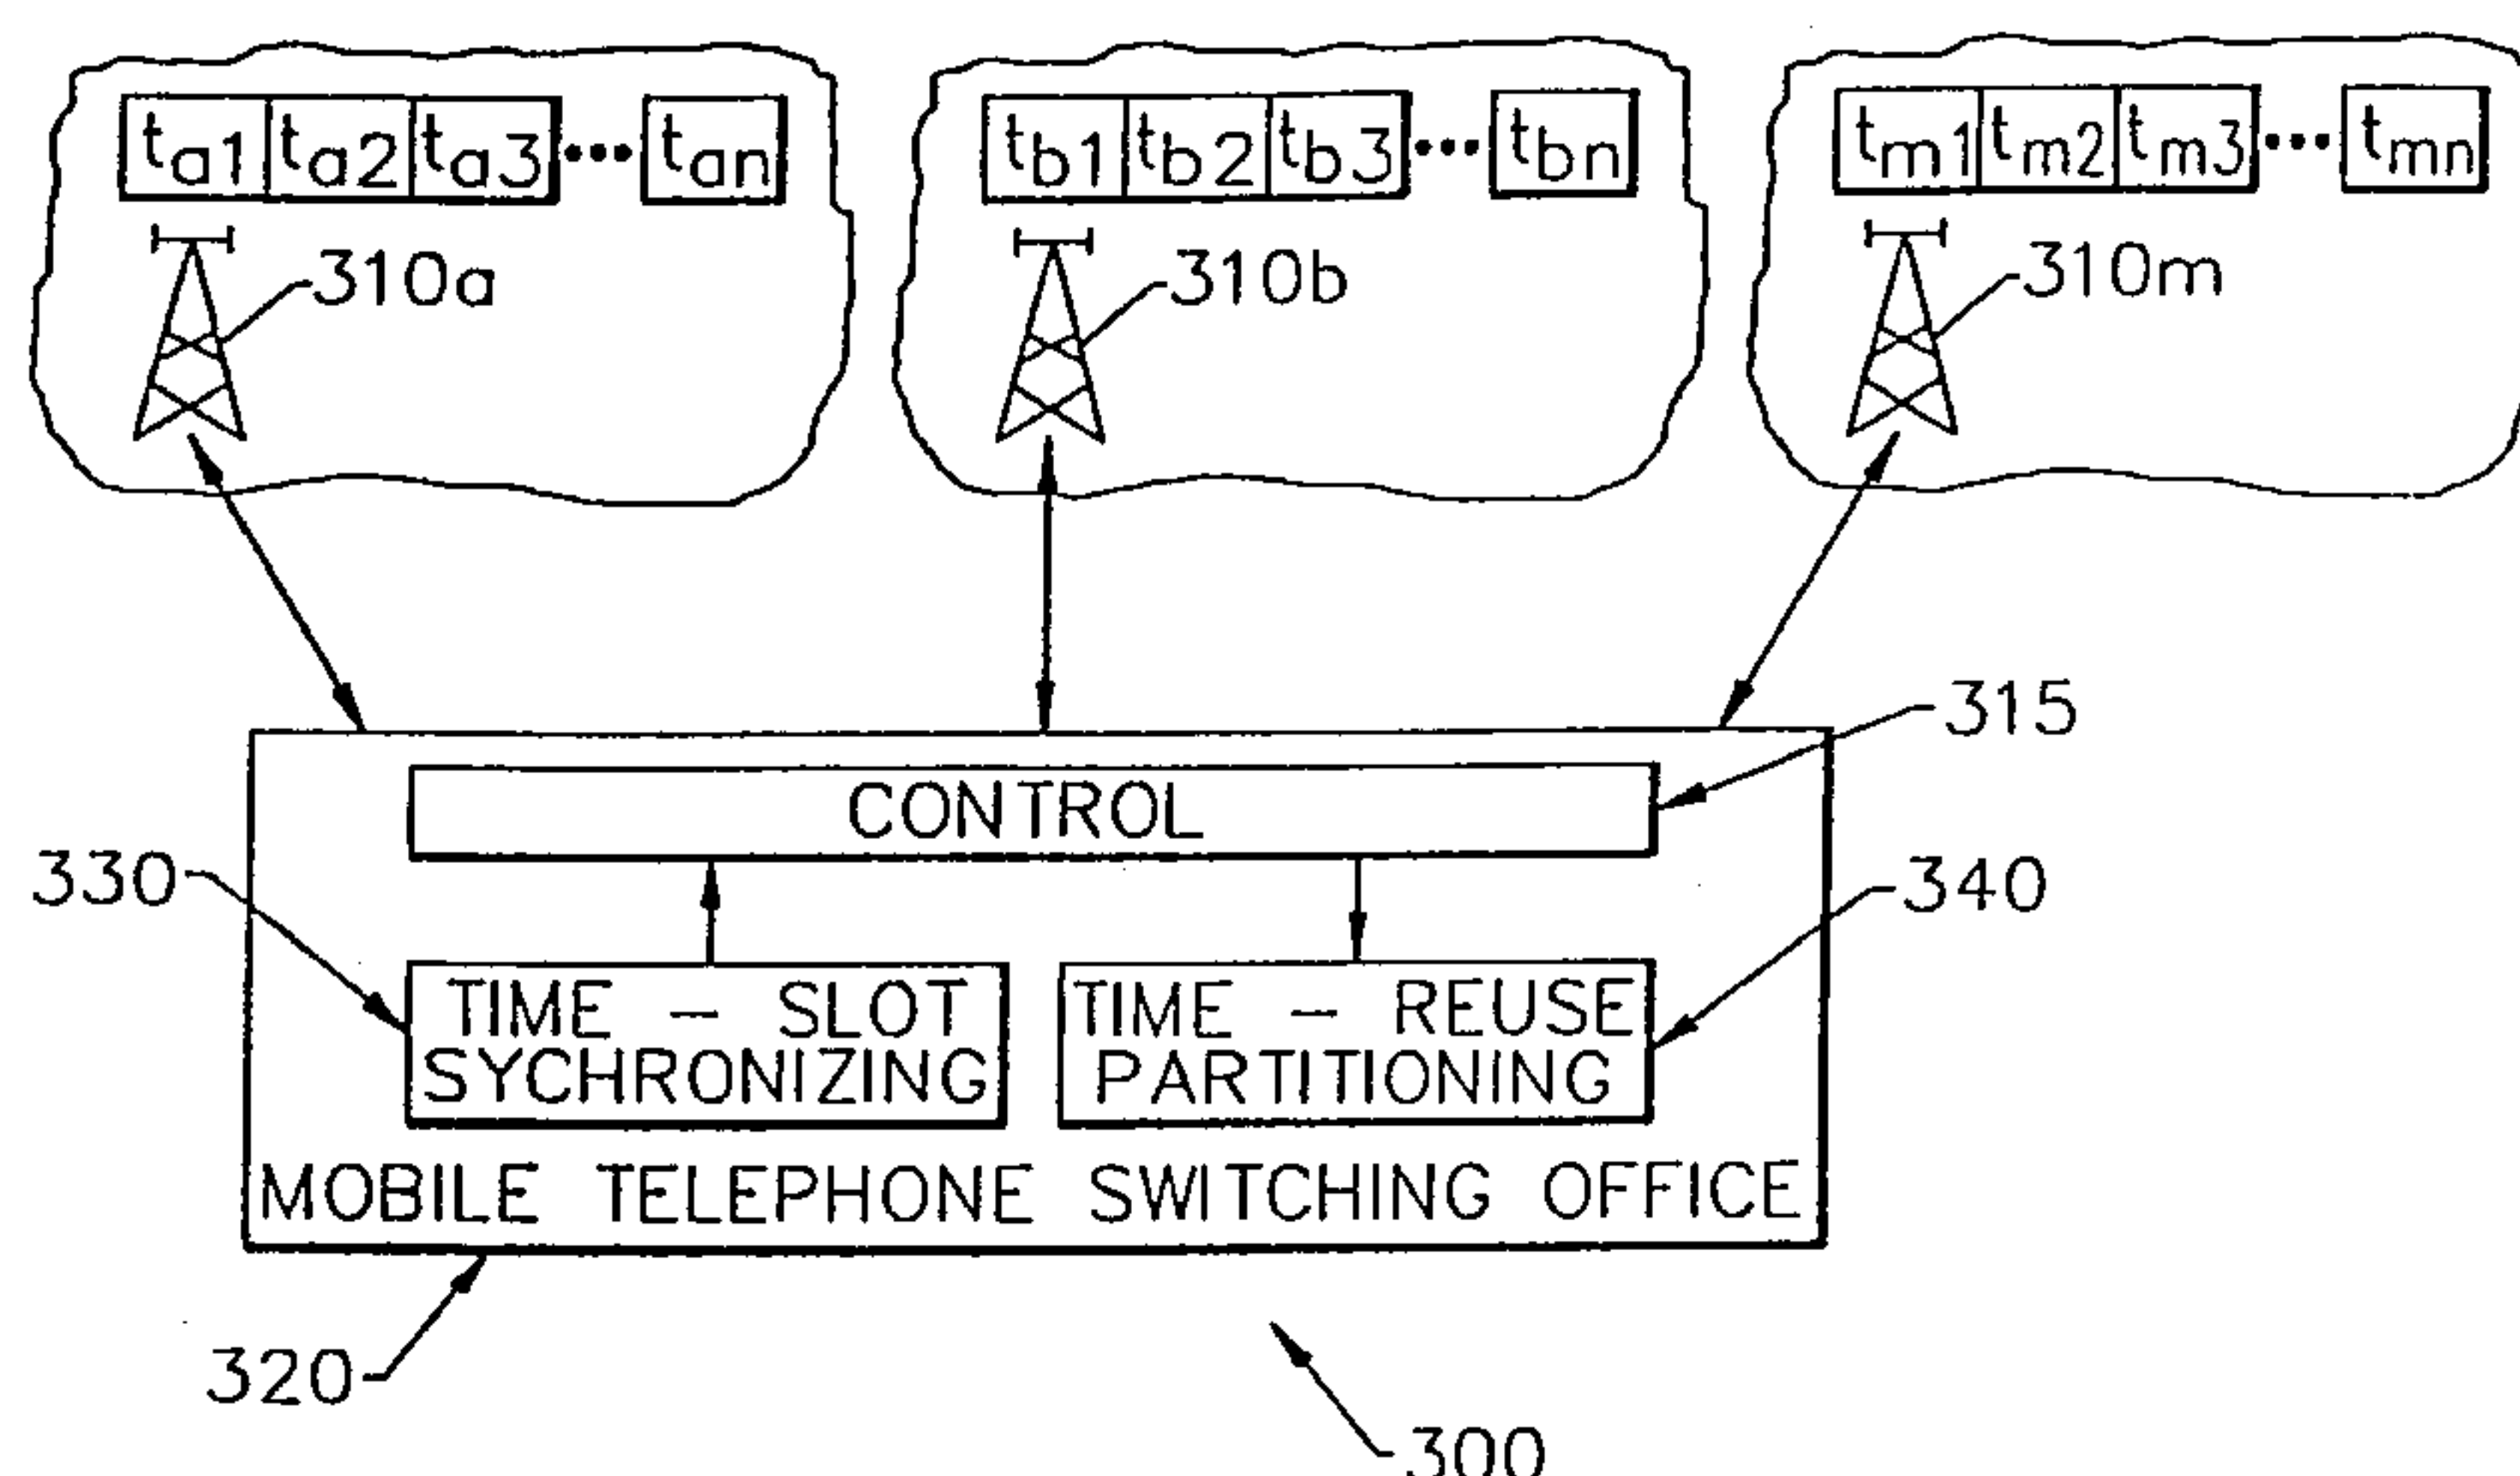 ta1 ta2 ta3 ••• tan
tb1 tb2 tb3 ••• tbn
tm1 tm2 tm3 ••• tmn
310a
310b
310m
315
CONTROL
330
340
TIME – SLOT
SYCHRONIZING
TIME – REUSE
PARTITIONING
MOBILE TELEPHONE SWITCHING OFFICE
320
300